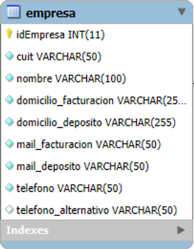 empresa
idEmpresa INT(11)
cuit VARCHAR(50)
nombre VARCHAR(100)
domicilio_facturacion VARCHAR(25...
domicilio_deposito VARCHAR(255)
mail_facturacion VARCHAR(50)
mail_deposito VARCHAR(50)
telefono VARCHAR(50)
telefono_alternativo VARCHAR(50)
Indexes